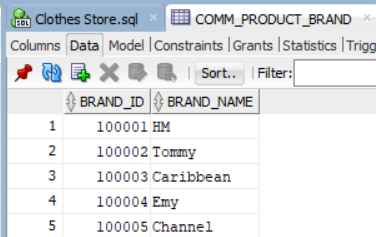 Clothes Store.sql COMM_PRODUCT_BRAND
Columns Data Model Constraints Grants Statistics Trigg
Sort.. Filter:
BRAND_ID BRAND_NAME
1 100001 HM
2 100002 Tommy
3 100003 Caribbean
4 100004 Emy
5 100005 Channel